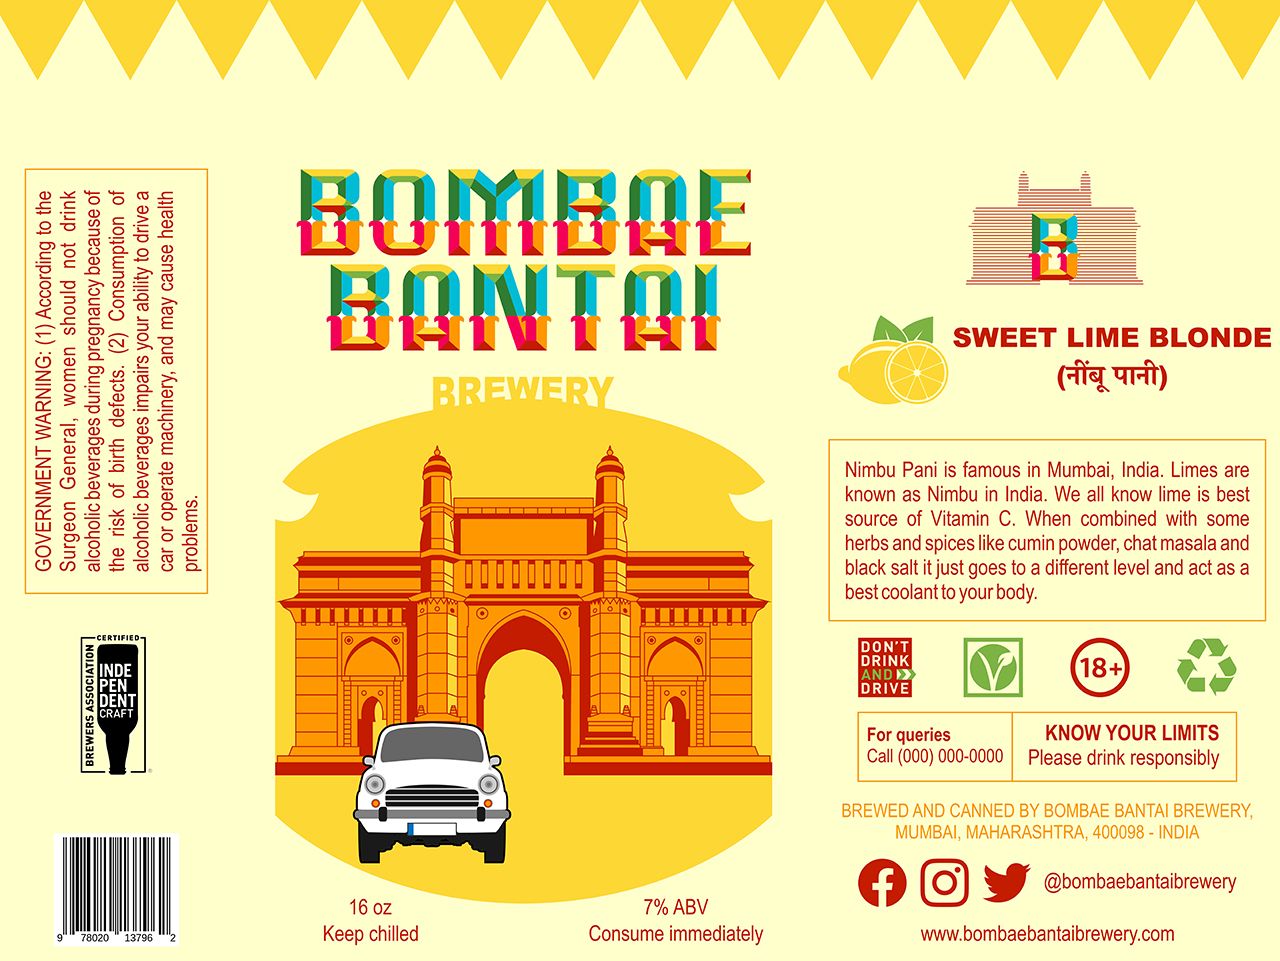 GOVERNMENT WARNING: (1) According to the
Surgeon General, women should not drink
alcoholic beverages during pregnancy because of
the risk of birth defects. (2) Consumption of
alcoholic beverages impairs your ability to drive a
car or operate machinery, and may cause health
problems.
CERTIFIED
BREWERS ASSOCIATION
INDE
PEN
DENT
CRAFT
9 78020 13796 2
BOMBAE
BANTAI
BREWERY
16 oz
Keep chilled
7% ABV
Consume immediately
B
SWEET LIME BLONDE
(नींबू पानी)
Nimbu Pani is famous in Mumbai, India. Limes are
known as Nimbu in India. We all know lime is best
source of Vitamin C. When combined with some
herbs and spices like cumin powder, chat masala and
black salt it just goes to a different level and act as a
best coolant to your body.
DON'T
DRINK
AND
DRIVE
V
18+
For queries
Call (000) 000-0000
KNOW YOUR LIMITS
Please drink responsibly
BREWED AND CANNED BY BOMBAE BANTAI BREWERY,
MUMBAI, MAHARASHTRA, 400098 - INDIA
@bombaebantaibrewery
www.bombaebantaibrewery.com